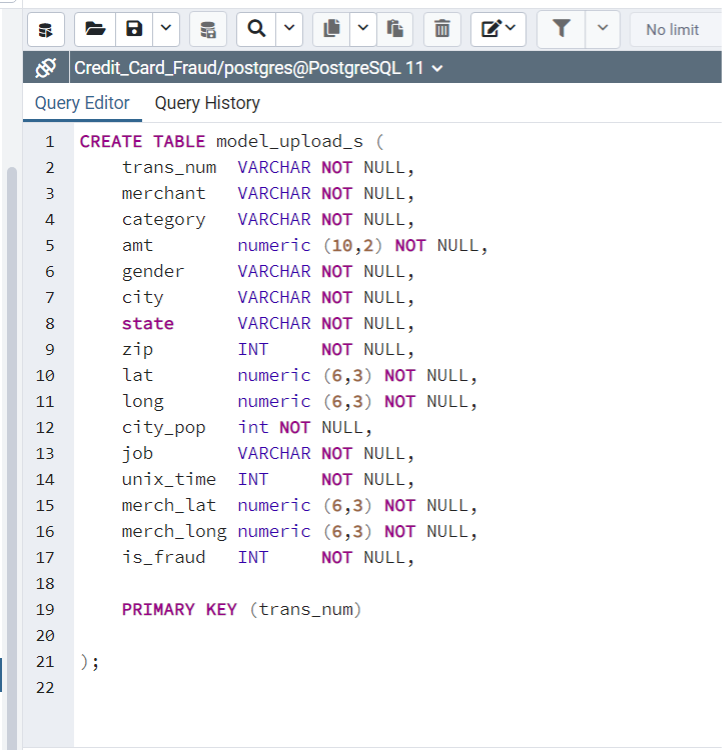 No limit
Credit_Card_Fraud/postgres@PostgreSQL 11
Query Editor Query History
1 CREATE TABLE model_upload_s (
2 trans_num VARCHAR NOT NULL,
3 merchant VARCHAR NOT NULL,
4 category VARCHAR NOT NULL,
5 amt numeric (10,2) NOT NULL,
6 gender VARCHAR NOT NULL,
7 city VARCHAR NOT NULL,
8 state VARCHAR NOT NULL,
9 zip INT NOT NULL,
10 lat numeric (6,3) NOT NULL,
11 long numeric (6,3) NOT NULL,
12 city_pop int NOT NULL,
13 job VARCHAR NOT NULL,
14 unix_time INT NOT NULL,
15 merch_lat numeric (6,3) NOT NULL,
16 merch_long numeric (6,3) NOT NULL,
17 is_fraud INT NOT NULL,
18
19 PRIMARY KEY (trans_num)
20
21 );
22